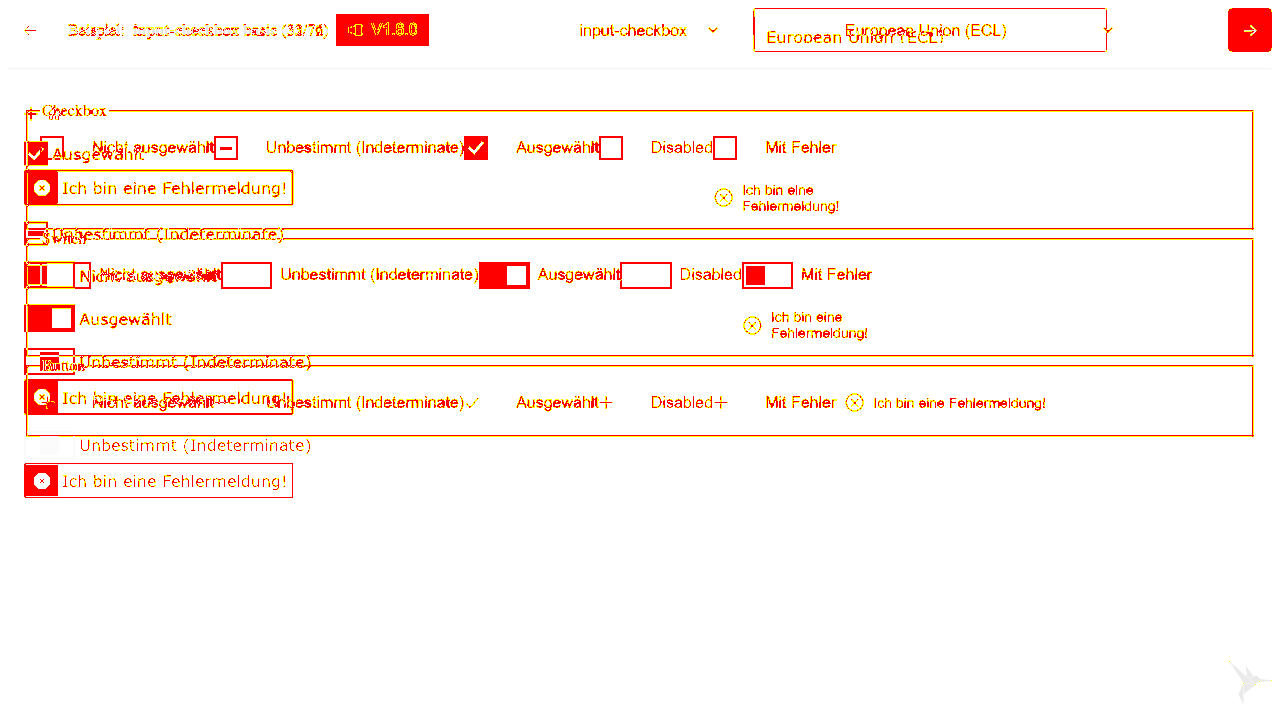 Beispiel: input-checkbox basic (33/74) V1.6.0 input-checkbox European Union (ECL)
European Union (ECL)
Checkbox
Nicht ausgewählt Unbestimmt (Indeterminate) Ausgewählt Disabled Mit Fehler
Ausgewählt
Ich bin eine Fehlermeldung! Ich bin eine Fehlermeldung!
Unbestimmt (Indeterminate)
Switch
Nicht ausgewählt Unbestimmt (Indeterminate) Ausgewählt Disabled Mit Fehler
Nicht ausgewählt
Ausgewählt Ich bin eine Fehlermeldung!
Unbestimmt (Indeterminate)
Button
Ich bin eine Fehlermeldung!
Nicht ausgewählt Unbestimmt (Indeterminate) Ausgewählt Disabled Mit Fehler Ich bin eine Fehlermeldung!
Unbestimmt (Indeterminate)
Ich bin eine Fehlermeldung!